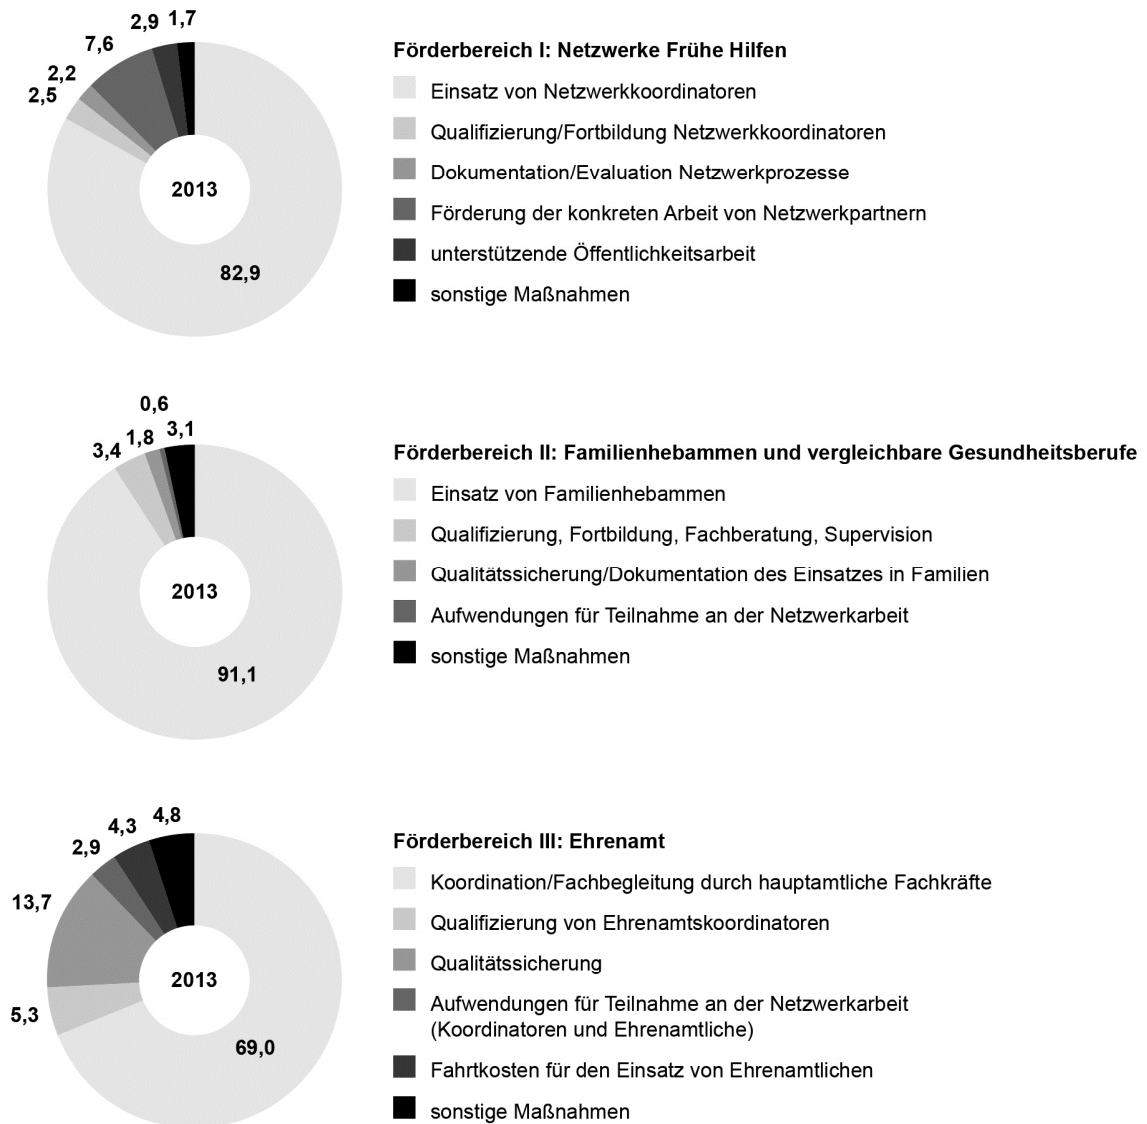 2,9 1,7
7,6
2,2
2,5
2013
82,9
Förderbereich I: Netzwerke Frühe Hilfen
Einsatz von Netzwerkkoordinatoren
Qualifizierung/Fortbildung Netzwerkkoordinatoren
Dokumentation/Evaluation Netzwerkprozesse
Förderung der konkreten Arbeit von Netzwerkpartnern
unterstützende Öffentlichkeitsarbeit
sonstige Maßnahmen
0,6
3,4 1,8 3,1
2013
91,1
Förderbereich II: Familienhebammen und vergleichbare Gesundheitsberufe
Einsatz von Familienhebammen
Qualifizierung, Fortbildung, Fachberatung, Supervision
Qualitätssicherung/Dokumentation des Einsatzes in Familien
Aufwendungen für Teilnahme an der Netzwerkarbeit
sonstige Maßnahmen
4,3 4,8
2,9
13,7
2013
5,3
69,0
Förderbereich III: Ehrenamt
Koordination/Fachbegleitung durch hauptamtliche Fachkräfte
Qualifizierung von Ehrenamtskoordinatoren
Qualitätssicherung
Aufwendungen für Teilnahme an der Netzwerkarbeit
(Koordinatoren und Ehrenamtliche)
Fahrtkosten für den Einsatz von Ehrenamtlichen
sonstige Maßnahmen